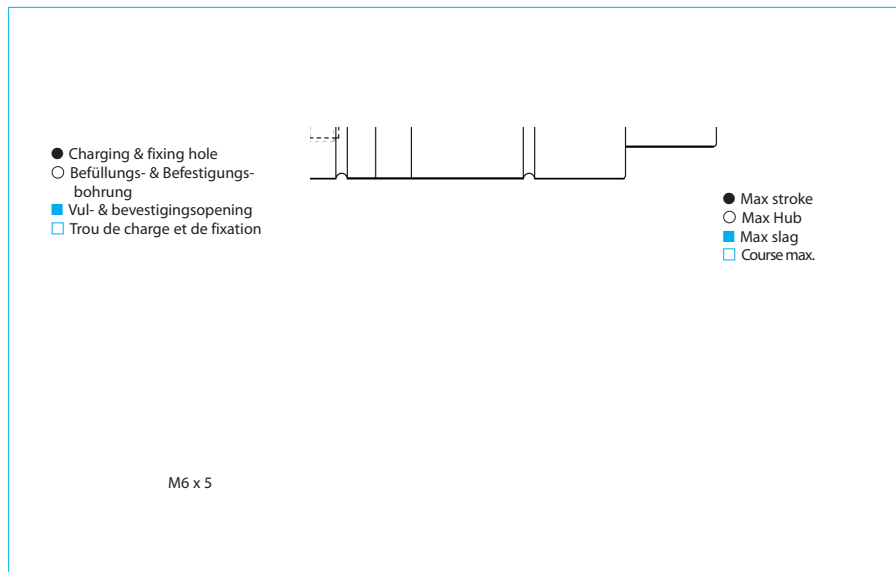 Charging & fixing hole
Befüllungs- & Befestigungs-
bohrung
Vul- & bevestigingsopening
Trou de charge et de fixation
Max stroke
Max Hub
Max slag
Course max.
M6 x 5